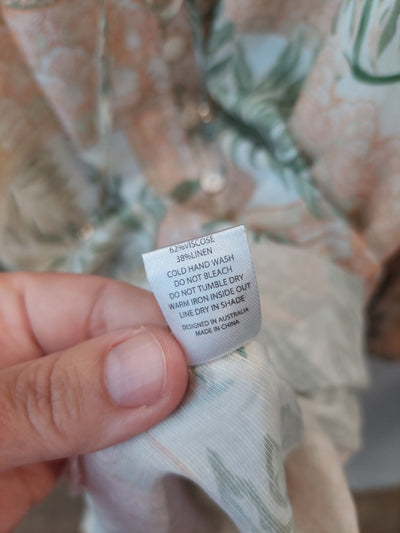 62%VISCOSE
38%LINEN
COLD HAND WASH
DO NOT BLEACH
DO NOT TUMBLE DRY
WARM IRON INSIDE OUT
LINE DRY IN SHADE
DESIGNED IN AUSTRALIA
MADE IN CHINA